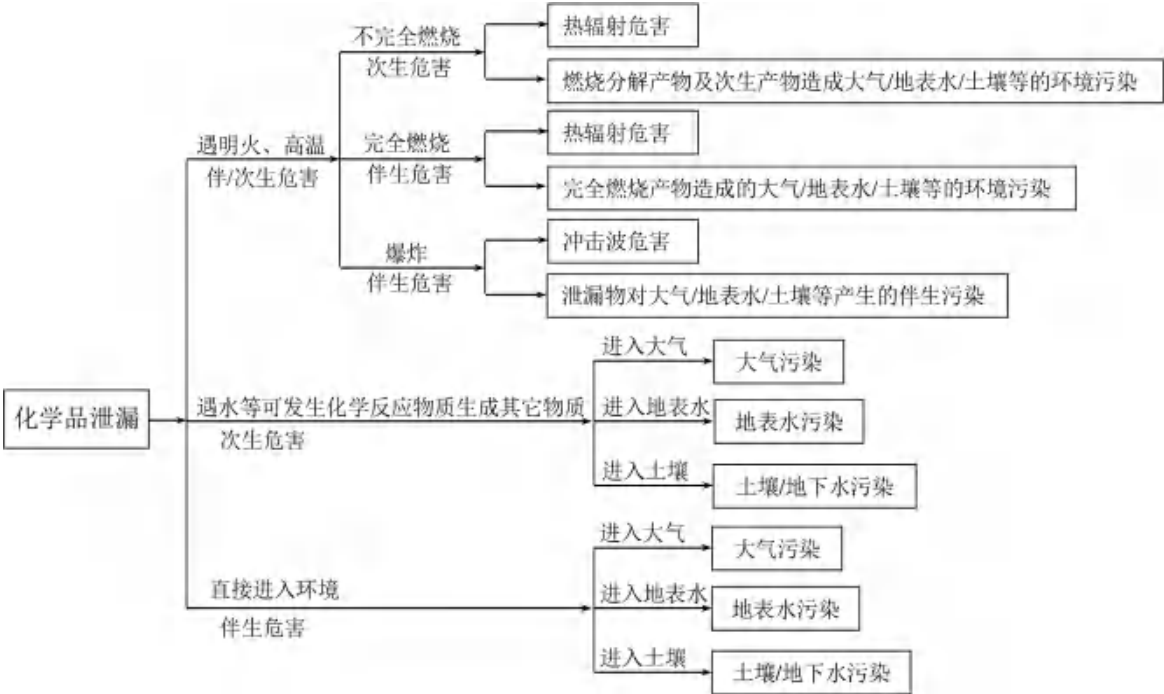 不完全燃烧
次生危害
热辐射危害
燃烧分解产物及次生产物造成大气/地表水/土壤等的环境污染
遇明火、高温
伴/次生危害
完全燃烧
伴生危害
热辐射危害
完全燃烧产物造成的大气/地表水/土壤等的环境污染
爆炸
伴生危害
冲击波危害
泄漏物对大气/地表水/土壤等产生的伴生污染
化学品泄漏
遇水等可发生化学反应物质生成其它物质
次生危害
进入大气
大气污染
进入地表水
地表水污染
进入土壤
土壤/地下水污染
直接进入环境
伴生危害
进入大气
大气污染
进入地表水
地表水污染
进入土壤
土壤/地下水污染